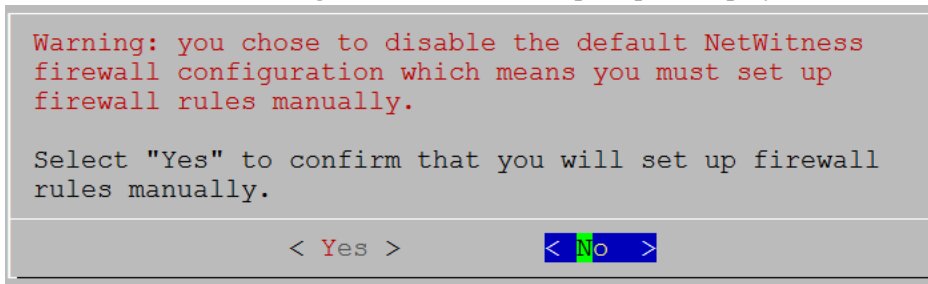 Warning: you chose to disable the default NetWitness
firewall configuration which means you must set up
firewall rules manually.
Select "Yes" to confirm that you will set up firewall
rules manually.
< Yes > < No >